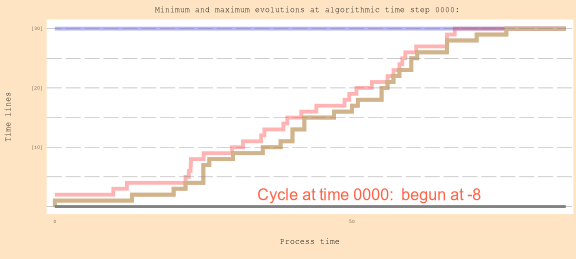 Minimum and maximum evolutions at algorithmic time step 0000:
[30]
[20]
[10]
Time lines
Cycle at time 0000: begun at -8
0
50
Process time